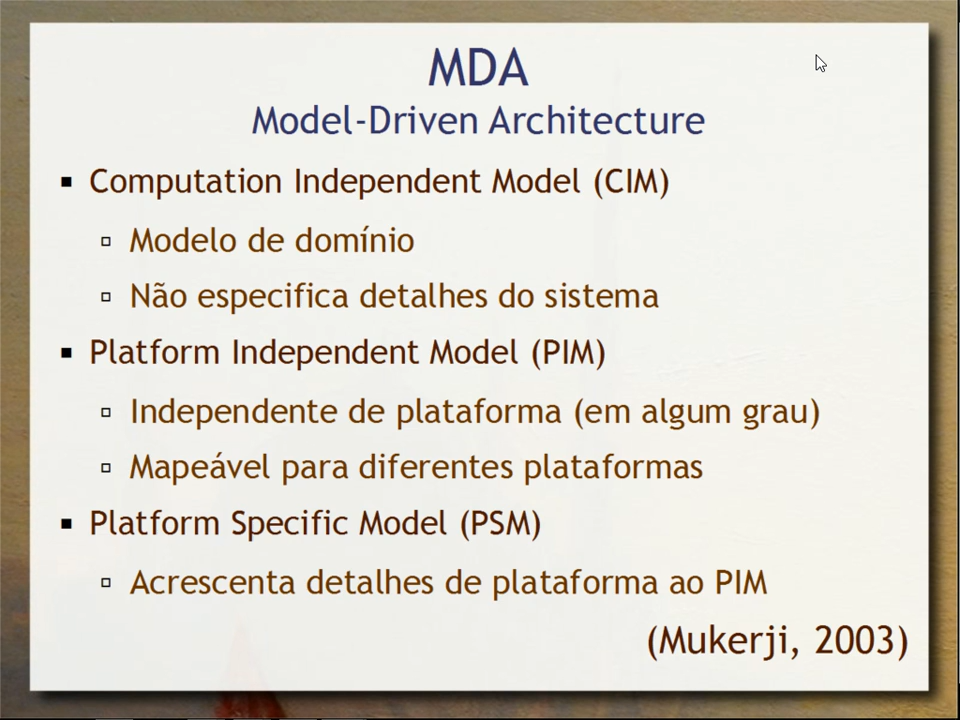 MDA
Model-Driven Architecture
Computation Independent Model (CIM)
Modelo de domínio
Não especifica detalhes do sistema
Platform Independent Model (PIM)
Independente de plataforma (em algum grau)
Mapeável para diferentes plataformas
Platform Specific Model (PSM)
Acrescenta detalhes de plataforma ao PIM
(Mukerji, 2003)